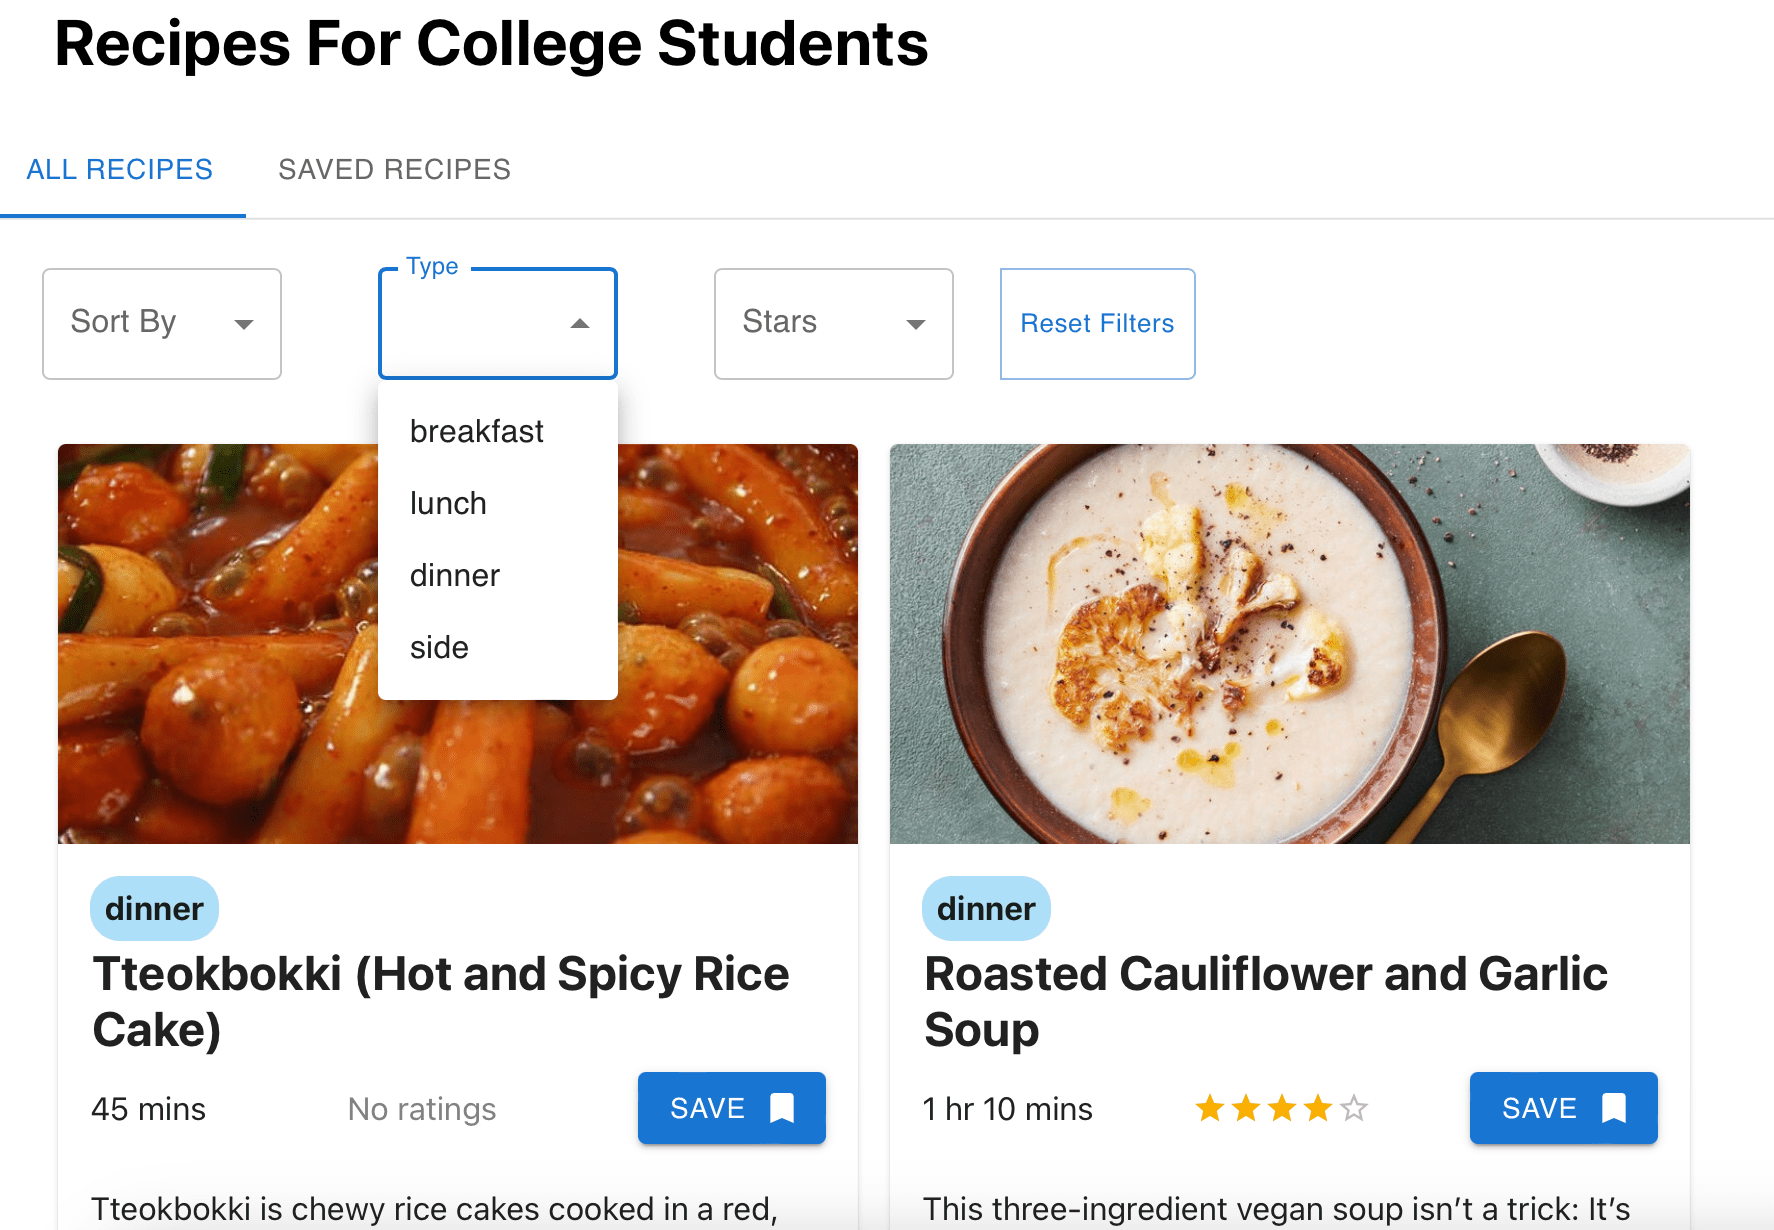 Recipes For College Students
ALL RECIPES
SAVED RECIPES
Sort By
Type
Stars
Reset Filters
breakfast
lunch
dinner
side
dinner
Tteokbokki (Hot and Spicy Rice
Cake)
45 mins
No ratings
SAVE
Tteokbokki is chewy rice cakes cooked in a red,
dinner
Roasted Cauliflower and Garlic
Soup
1 hr 10 mins
SAVE
This three-ingredient vegan soup isn’t a trick: It’s